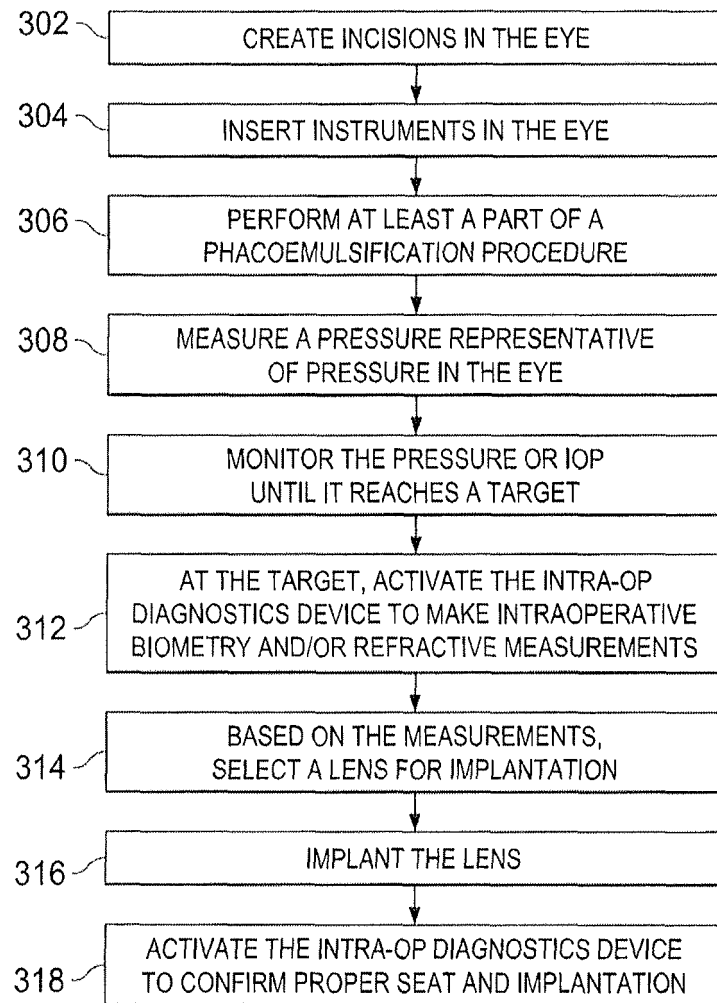 302
CREATE INCISIONS IN THE EYE
304
INSERT INSTRUMENTS IN THE EYE
306
PERFORM AT LEAST A PART OF A
PHACOEMULSIFICATION PROCEDURE
308
MEASURE A PRESSURE REPRESENTATIVE
OF PRESSURE IN THE EYE
310
MONITOR THE PRESSURE OR IOP
UNTIL IT REACHES A TARGET
312
AT THE TARGET, ACTIVATE THE INTRA-OP
DIAGNOSTICS DEVICE TO MAKE INTRAOPERATIVE
BIOMETRY AND/OR REFRACTIVE MEASUREMENTS
314
BASED ON THE MEASUREMENTS,
SELECT A LENS FOR IMPLANTATION
316
IMPLANT THE LENS
318
ACTIVATE THE INTRA-OP DIAGNOSTICS DEVICE
TO CONFIRM PROPER SEAT AND IMPLANTATION